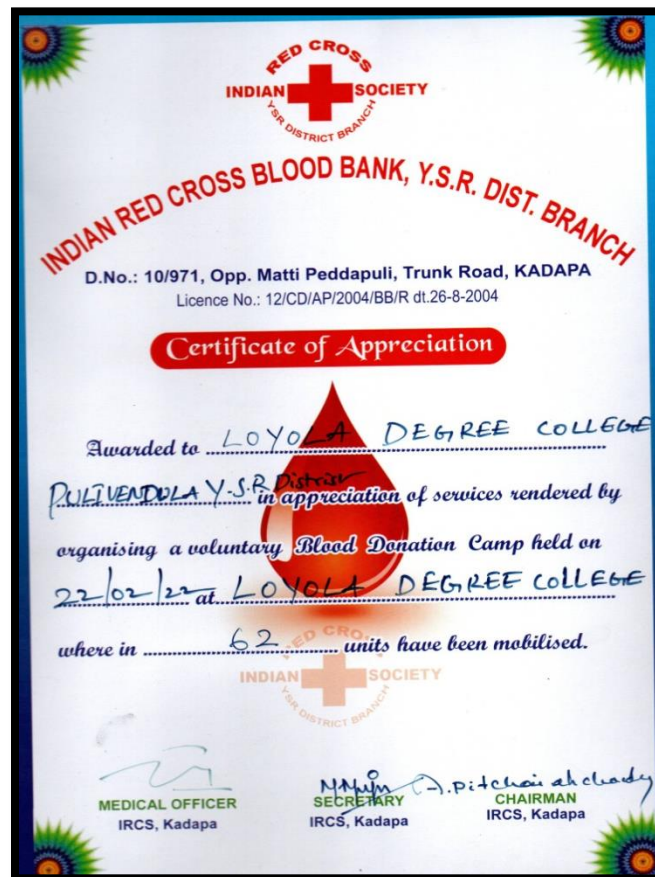 RED CROSS
INDIAN SOCIETY
YSR DISTRICT BRANCH
INDIAN RED CROSS BLOOD BANK, Y.S.R. DIST. BRANCH
D.No.: 10/971, Opp. Matti Peddapuli, Trunk Road, KADAPA
Licence No.: 12/CD/AP/2004/BB/R dt.26-8-2004
Certificate of Appreciation
Awarded to LOYOLA DEGREE COLLEGE
PULIVENDULA Y.S.R District in appreciation of services rendered by
organising a voluntary Blood Donation Camp held on
22/02/22 at LOYOLA DEGREE COLLEGE
where in 62 units have been mobilised.
RED CROSS
INDIAN SOCIETY
YSR DISTRICT BRANCH
MEDICAL OFFICER SECRETARY CHAIRMAN
IRCS, Kadapa IRCS, Kadapa IRCS, Kadapa